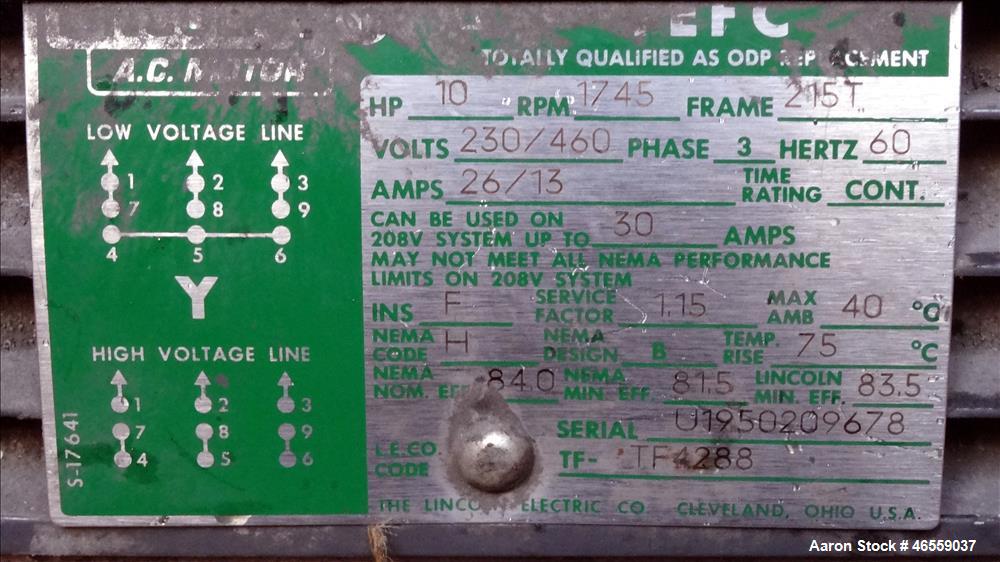 EFC
TOTALLY QUALIFIED AS ODP REPLACEMENT
A.C. MOTOR
LOW VOLTAGE LINE
1 2 3
7 8 9
4 5 6
Y
HIGH VOLTAGE LINE
1 2 3
7 8 9
4 5 6
S-17641
HP 10 RPM 1745 FRAME 215T
VOLTS 230/460 PHASE 3 HERTZ 60
AMPS 26/13 TIME RATING CONT.
CAN BE USED ON
208V SYSTEM UP TO 30 AMPS
MAY NOT MEET ALL NEMA PERFORMANCE
LIMITS ON 208V SYSTEM
INS F SERVICE FACTOR 1.15 MAX AMB 40 °C
NEMA CODE H NEMA DESIGN B TEMP. RISE 75 °C
NEMA NOM. EFF. 84.0 NEMA MIN. EFF. 81.5 LINCOLN MIN. EFF. 83.5
SERIAL U1950209678
L.E.CO. CODE TF- TF4288
THE LINCOLN ELECTRIC CO. CLEVELAND, OHIO U.S.A.
Aaron Stock # 46559037